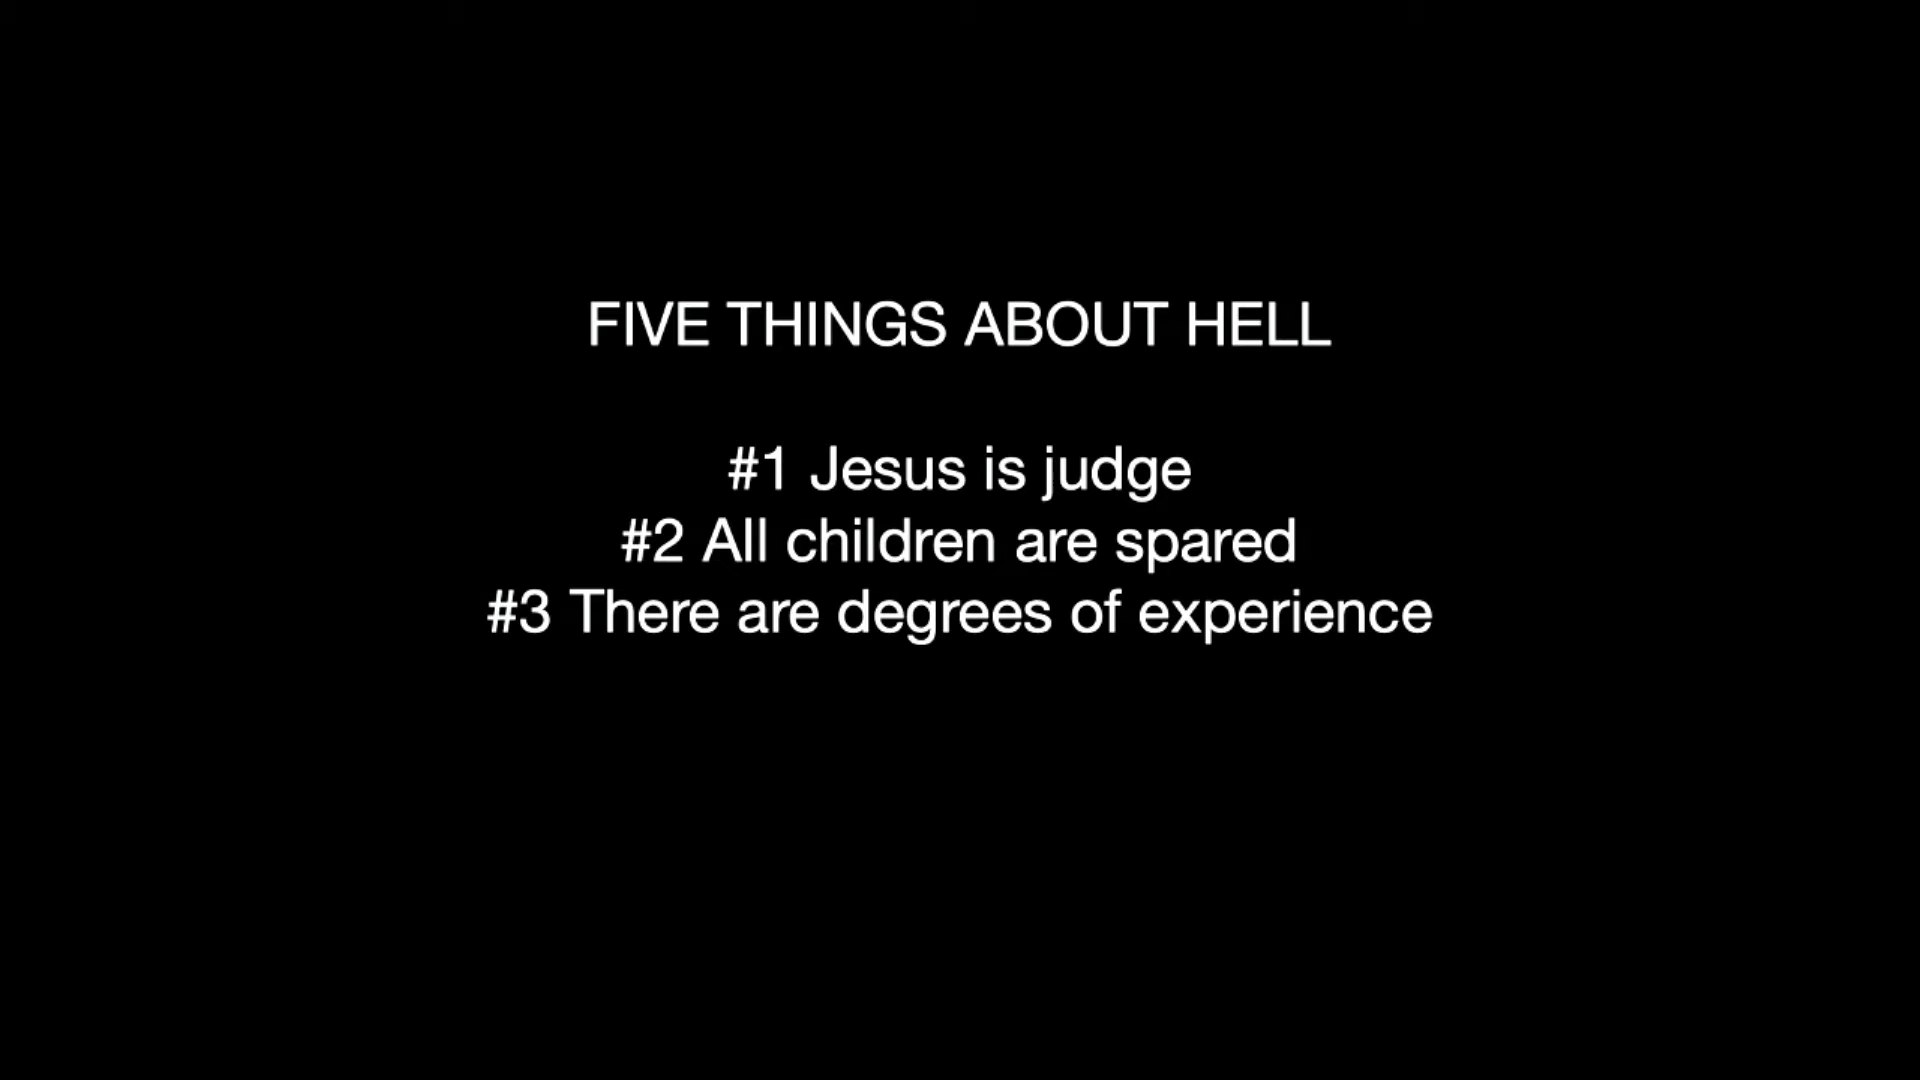 FIVE THINGS ABOUT HELL
#1 Jesus is judge
#2 All children are spared
#3 There are degrees of experience